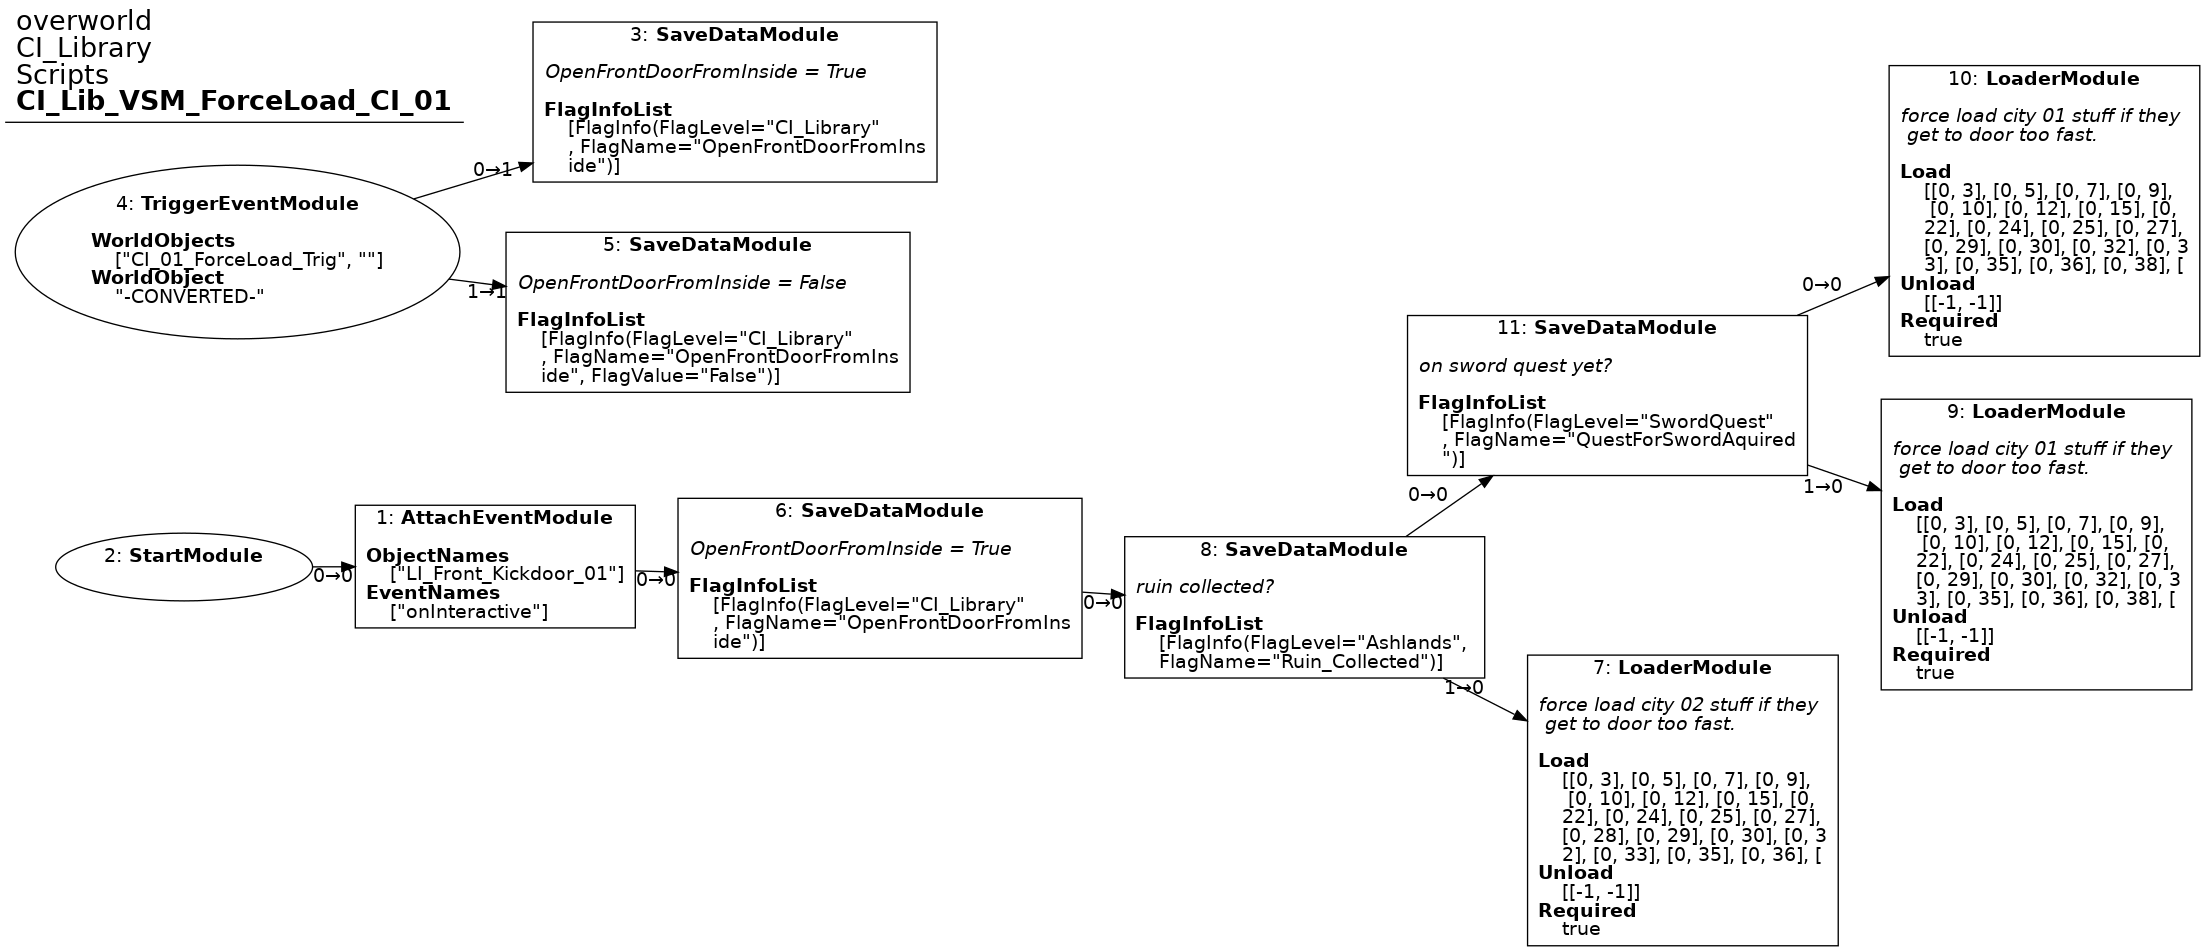 overworld
CI_Library
Scripts
CI_Lib_VSM_ForceLoad_CI_01
3: SaveDataModule
OpenFrontDoorFromInside = True
FlagInfoList
[FlagInfo(FlagLevel="CI_Library"
, FlagName="OpenFrontDoorFromIns
ide")]
0→1
4: TriggerEventModule
WorldObjects
["CI_01_ForceLoad_Trig", ""]
WorldObject
"-CONVERTED-"
1→1
5: SaveDataModule
OpenFrontDoorFromInside = False
FlagInfoList
[FlagInfo(FlagLevel="CI_Library"
, FlagName="OpenFrontDoorFromIns
ide", FlagValue="False")]
2: StartModule
0→0
1: AttachEventModule
ObjectNames
["LI_Front_Kickdoor_01"]
EventNames
["onInteractive"]
0→0
6: SaveDataModule
OpenFrontDoorFromInside = True
FlagInfoList
[FlagInfo(FlagLevel="CI_Library"
, FlagName="OpenFrontDoorFromIns
ide")]
0→0
8: SaveDataModule
ruin collected?
FlagInfoList
[FlagInfo(FlagLevel="Ashlands",
FlagName="Ruin_Collected")]
0→0
1→0
11: SaveDataModule
on sword quest yet?
FlagInfoList
[FlagInfo(FlagLevel="SwordQuest"
, FlagName="QuestForSwordAquired
")]
0→0
1→0
10: LoaderModule
force load city 01 stuff if they
get to door too fast.
Load
[[0, 3], [0, 5], [0, 7], [0, 9],
[0, 10], [0, 12], [0, 15], [0,
22], [0, 24], [0, 25], [0, 27],
[0, 29], [0, 30], [0, 32], [0, 3
3], [0, 35], [0, 36], [0, 38], [
Unload
[[-1, -1]]
Required
true
9: LoaderModule
force load city 01 stuff if they
get to door too fast.
Load
[[0, 3], [0, 5], [0, 7], [0, 9],
[0, 10], [0, 12], [0, 15], [0,
22], [0, 24], [0, 25], [0, 27],
[0, 29], [0, 30], [0, 32], [0, 3
3], [0, 35], [0, 36], [0, 38], [
Unload
[[-1, -1]]
Required
true
7: LoaderModule
force load city 02 stuff if they
get to door too fast.
Load
[[0, 3], [0, 5], [0, 7], [0, 9],
[0, 10], [0, 12], [0, 15], [0,
22], [0, 24], [0, 25], [0, 27],
[0, 28], [0, 29], [0, 30], [0, 3
2], [0, 33], [0, 35], [0, 36], [
Unload
[[-1, -1]]
Required
true